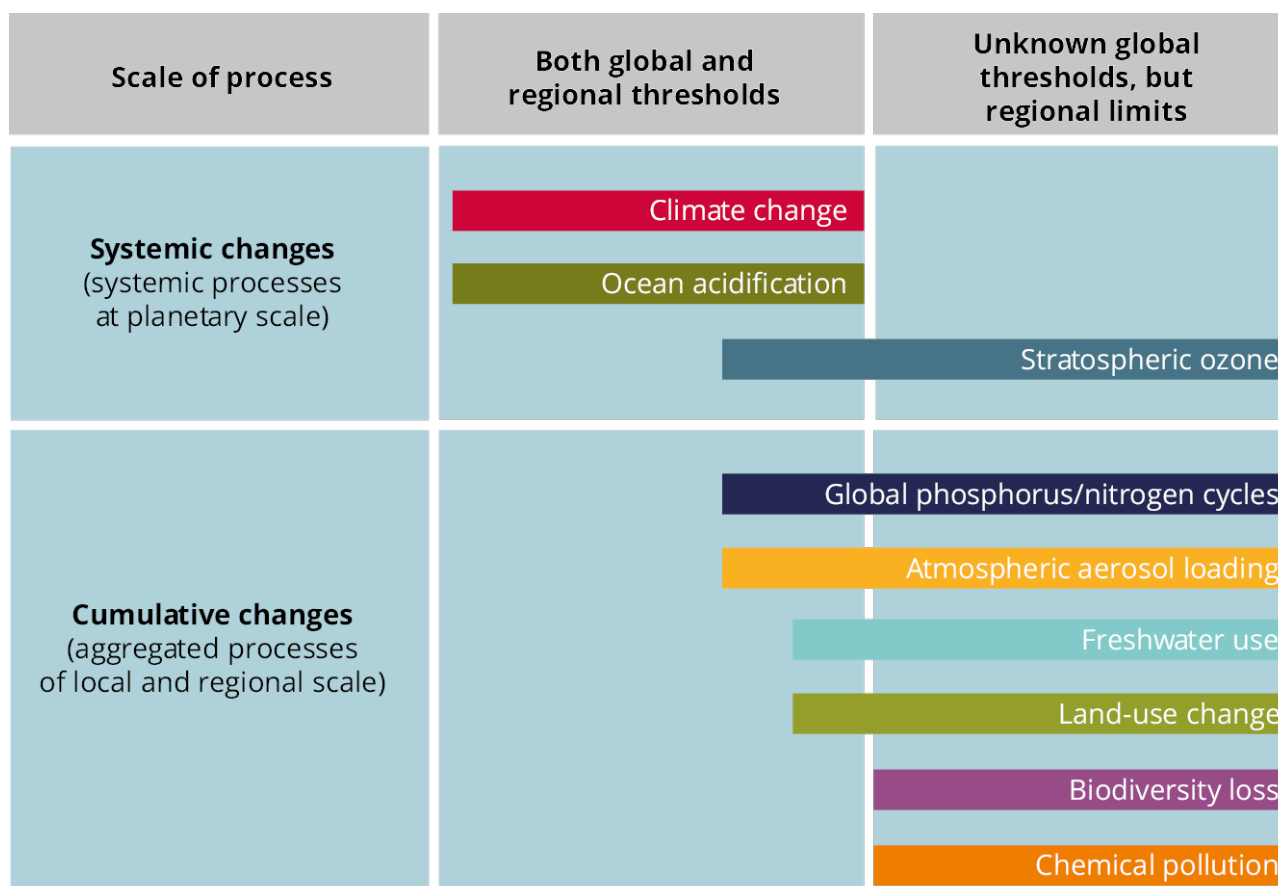 Scale of process
Both global and
regional thresholds
Unknown global
thresholds, but
regional limits
Systemic changes
(systemic processes
at planetary scale)
Climate change
Ocean acidification
Stratospheric ozone
Cumulative changes
(aggregated processes
of local and regional scale)
Global phosphorus/nitrogen cycles
Atmospheric aerosol loading
Freshwater use
Land-use change
Biodiversity loss
Chemical pollution